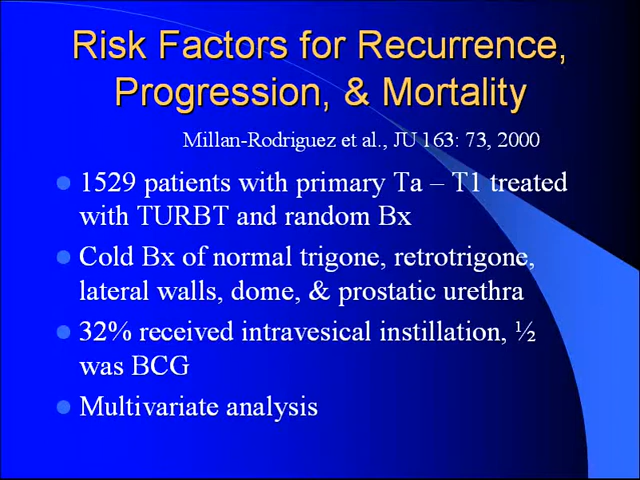 Risk Factors for Recurrence,
Progression, & Mortality
Millan-Rodriguez et al., JU 163: 73, 2000
1529 patients with primary Ta – T1 treated
with TURBT and random Bx
Cold Bx of normal trigone, retrotrigone,
lateral walls, dome, & prostatic urethra
32% received intravesical instillation, ½
was BCG
Multivariate analysis